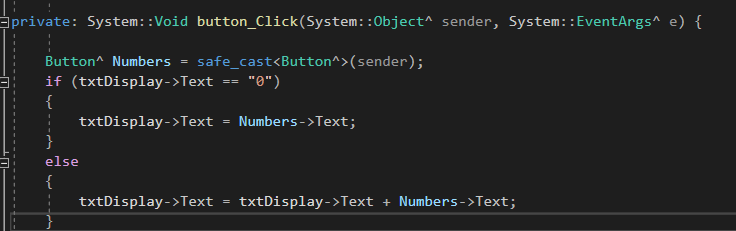 private: System::Void button_Click(System::Object^ sender, System::EventArgs^ e) {
Button^ Numbers = safe_cast<Button^>(sender);
if (txtDisplay->Text == "0")
{
txtDisplay->Text = Numbers->Text;
}
else
{
txtDisplay->Text = txtDisplay->Text + Numbers->Text;
}